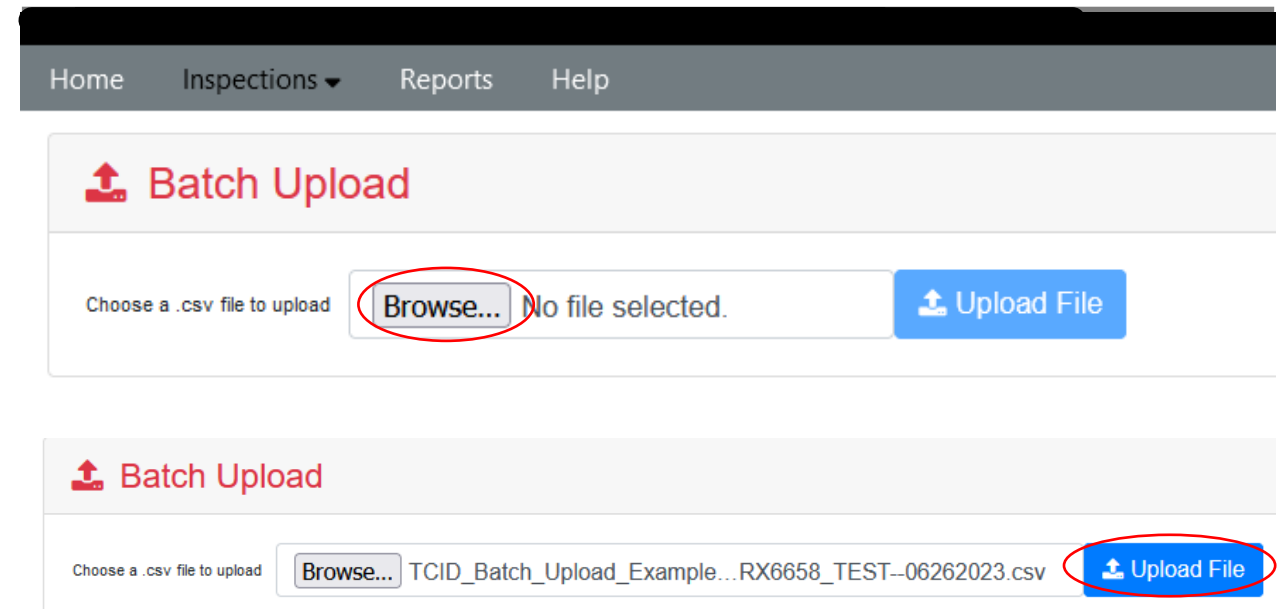 Home Inspections Reports Help
Batch Upload
Choose a .csv file to upload Browse... No file selected. Upload File
Batch Upload
Choose a .csv file to upload Browse... TCID_Batch_Upload_Example...RX6658_TEST--06262023.csv Upload File